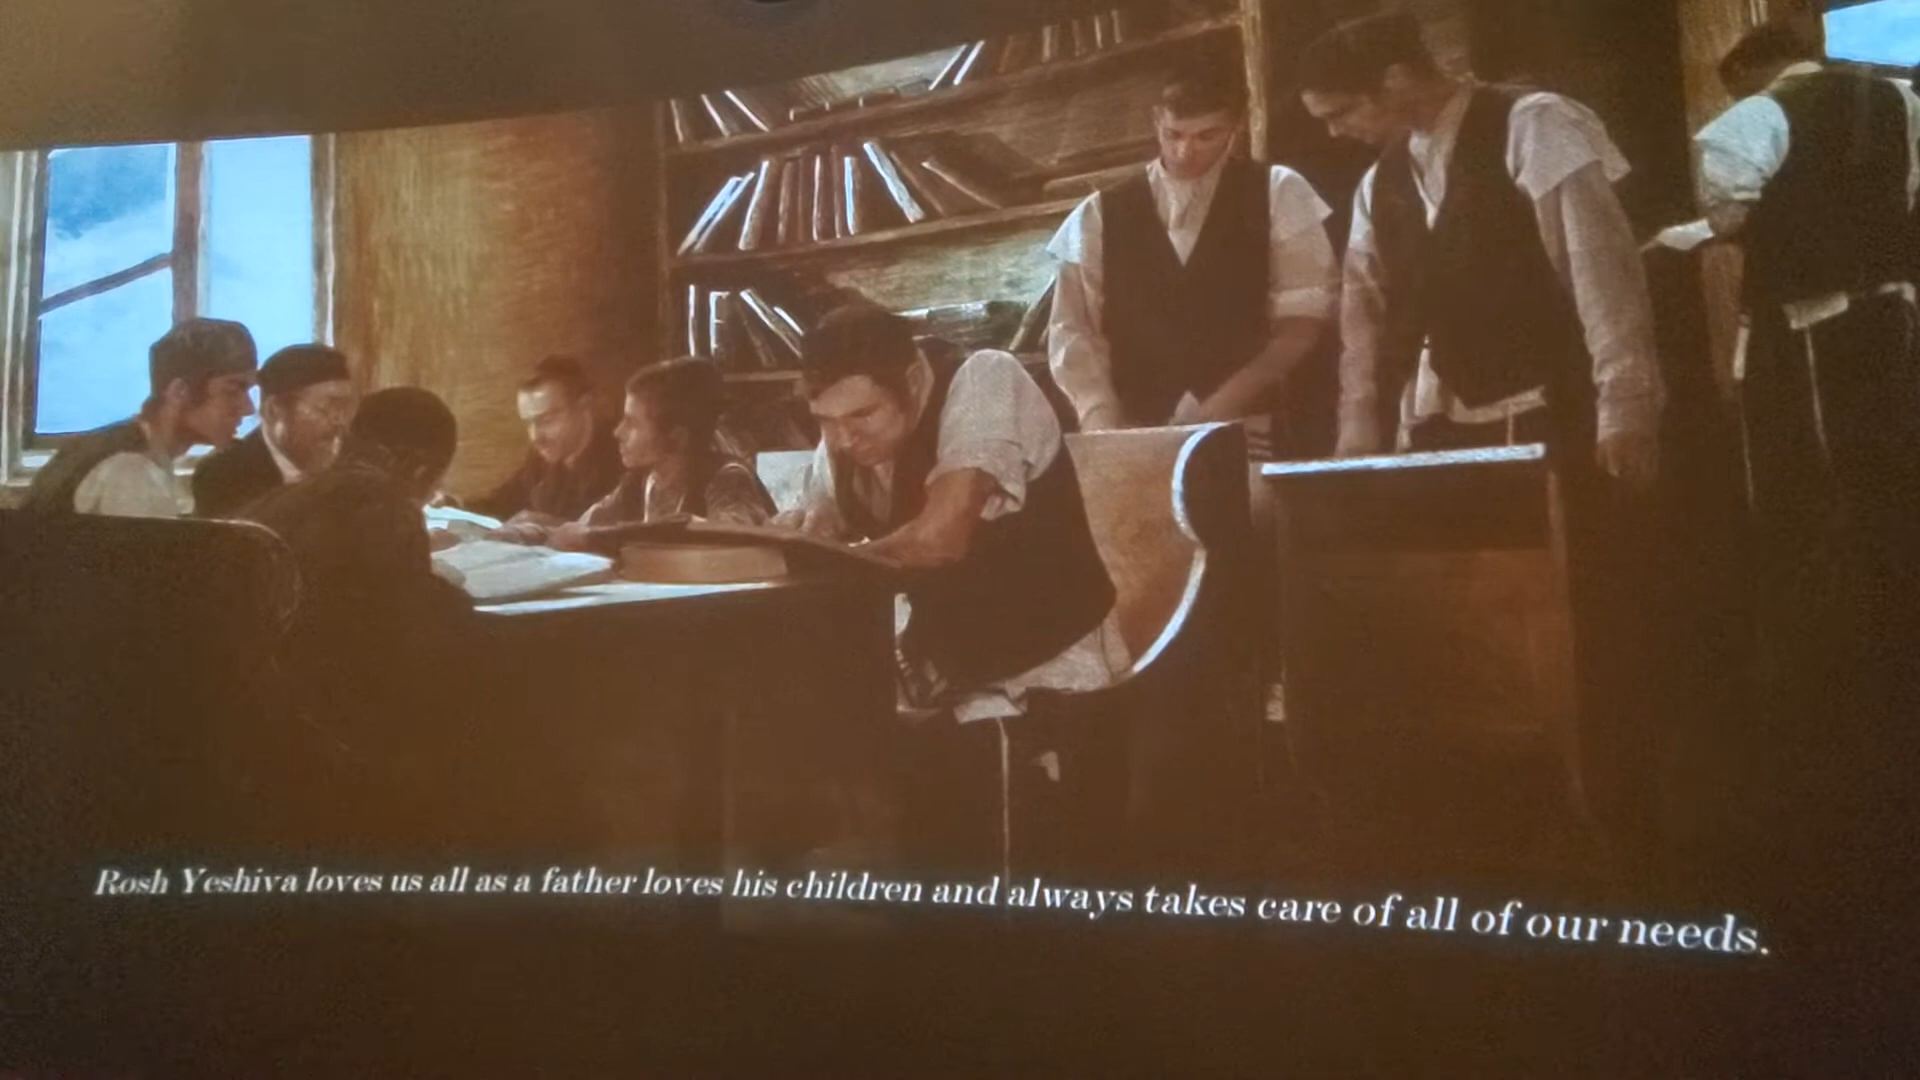 Rosh Yeshiva loves us all as a father loves his children and always takes care of all of our needs.